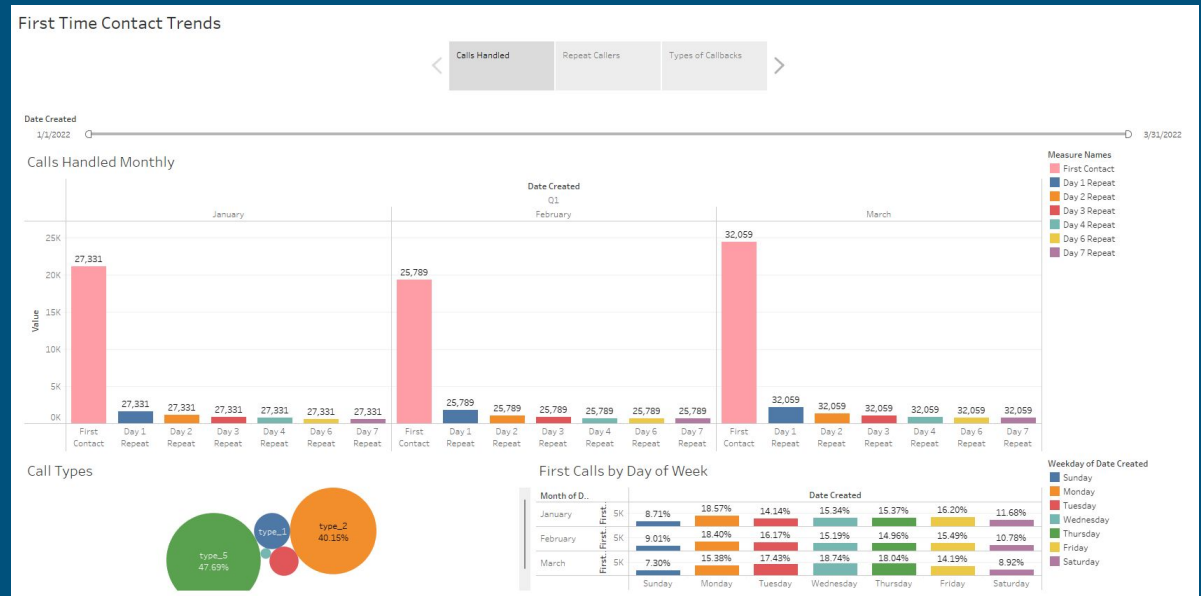 First Time Contact Trends
Calls Handled
Repeat Callers
Types of Callbacks
Date Created
1/1/2022
3/31/2022
Calls Handled Monthly
Date Created
Q1
January
February
March
Value
25K
20K
15K
10K
5K
0K
27,331
27,331
27,331
27,331
27,331
27,331
27,331
25,789
25,789
25,789
25,789
25,789
25,789
25,789
32,059
32,059
32,059
32,059
32,059
32,059
32,059
First Contact
Day 1 Repeat
Day 2 Repeat
Day 3 Repeat
Day 4 Repeat
Day 6 Repeat
Day 7 Repeat
First Contact
Day 1 Repeat
Day 2 Repeat
Day 3 Repeat
Day 4 Repeat
Day 6 Repeat
Day 7 Repeat
First Contact
Day 1 Repeat
Day 2 Repeat
Day 3 Repeat
Day 4 Repeat
Day 6 Repeat
Day 7 Repeat
Measure Names
First Contact
Day 1 Repeat
Day 2 Repeat
Day 3 Repeat
Day 4 Repeat
Day 6 Repeat
Day 7 Repeat
Call Types
type_5
47.69%
type_1
type_2
40.15%
First Calls by Day of Week
Month of D..
Date Created
January
First..
5K
8.71% 18.57% 14.14% 15.34% 15.37% 16.20% 11.68%
February
First..
5K
9.01% 18.40% 16.17% 15.19% 14.96% 15.49% 10.78%
March
First..
5K
7.30% 15.38% 17.43% 18.74% 18.04% 14.19% 8.92%
Sunday Monday Tuesday Wednesday Thursday Friday Saturday
Weekday of Date Created
Sunday
Monday
Tuesday
Wednesday
Thursday
Friday
Saturday